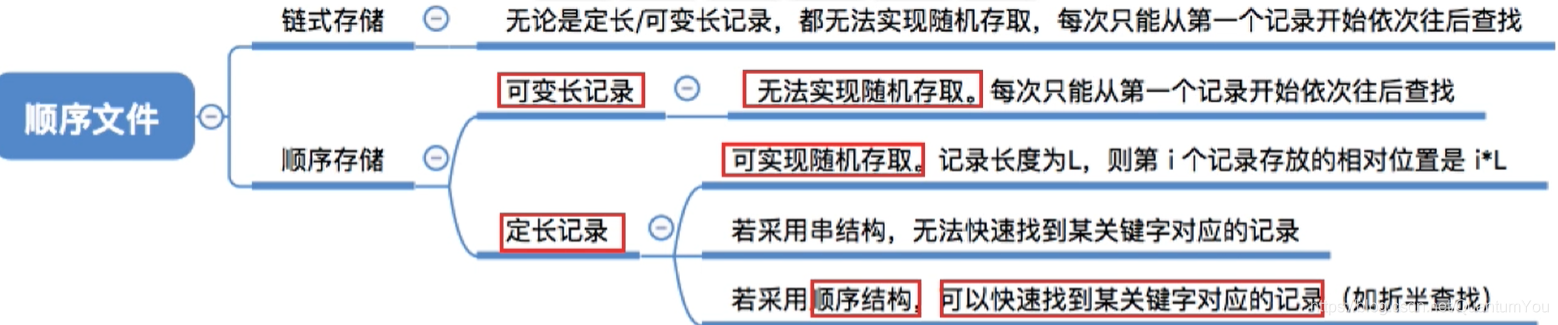 链式存储
无论是定长/可变长记录，都无法实现随机存取，每次只能从第一个记录开始依次往后查找
顺序文件
可变长记录
无法实现随机存取。每次只能从第一个记录开始依次往后查找
顺序存储
可实现随机存取。记录长度为L，则第 i 个记录存放的相对位置是 i*L
定长记录
若采用串结构，无法快速找到某关键字对应的记录
若采用顺序结构，可以快速找到某关键字对应的记录（如折半查找）